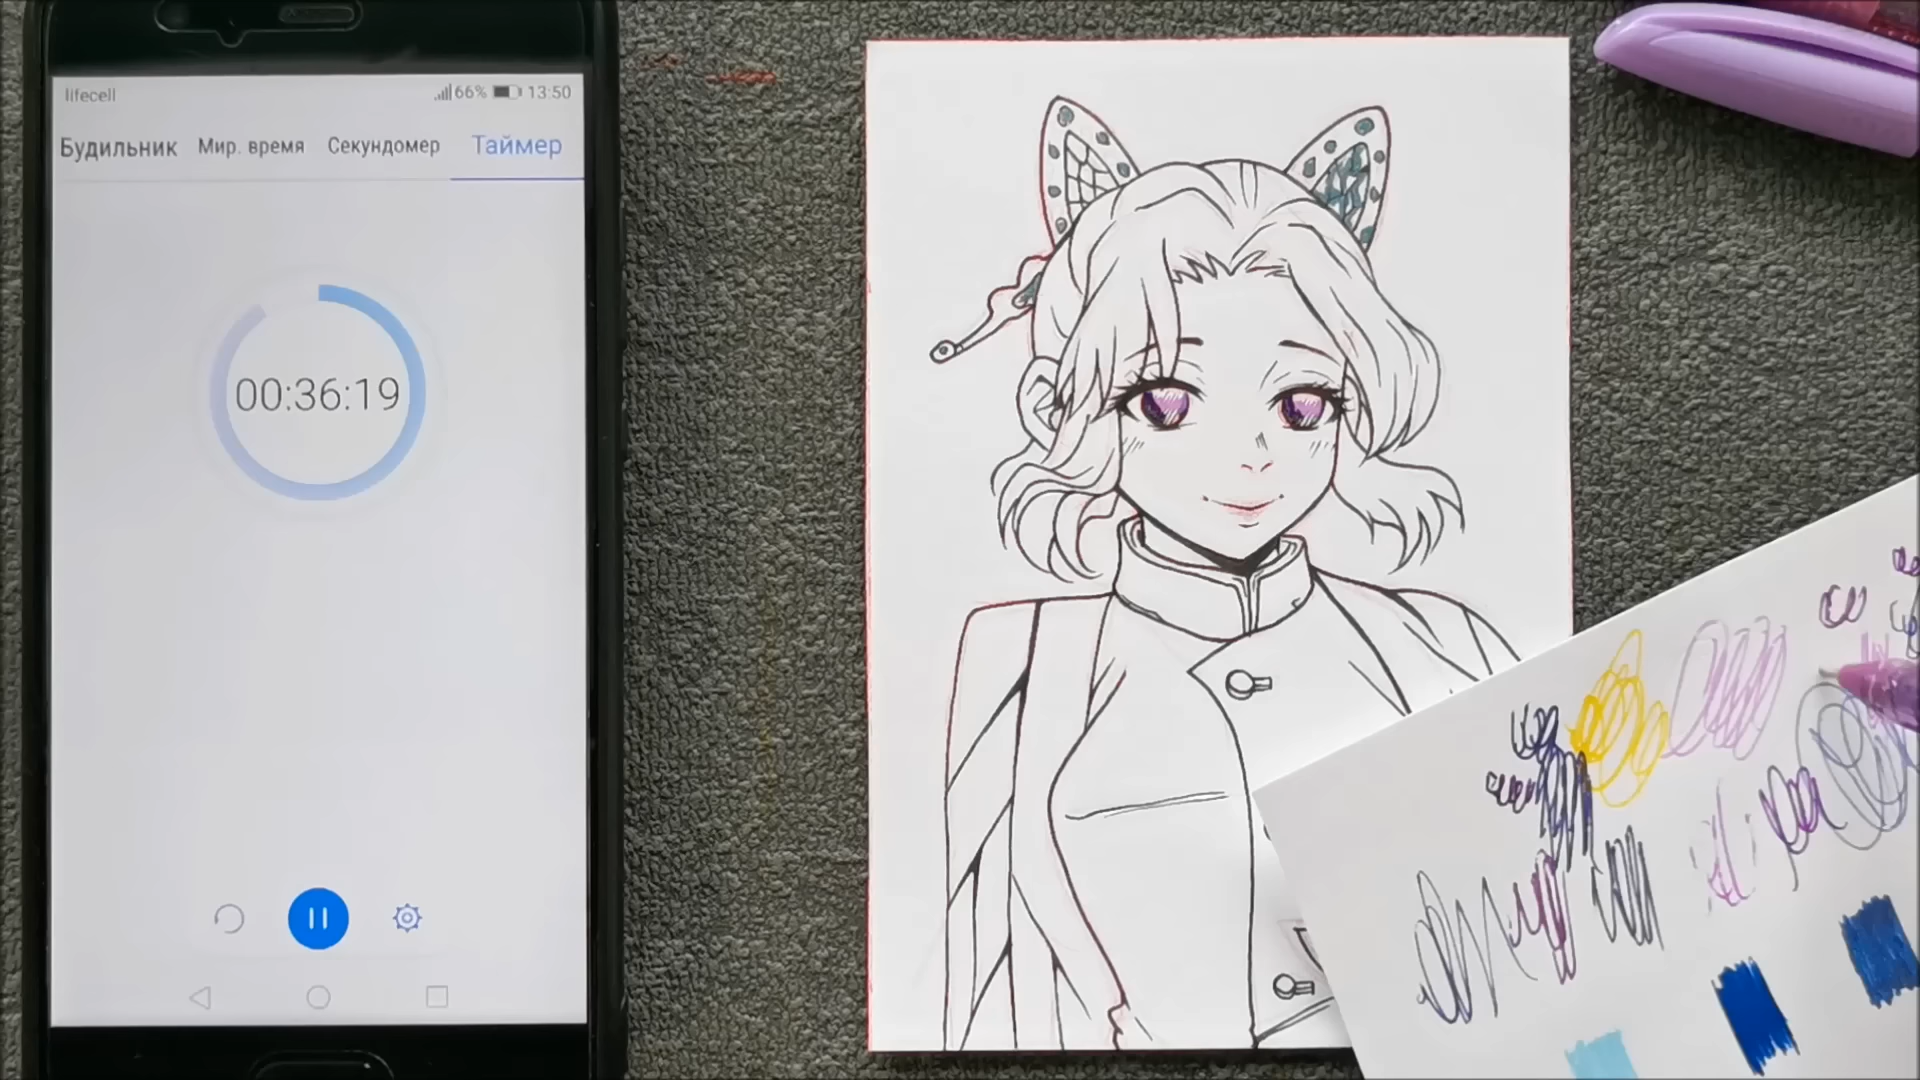 lifecell 66% 13:50
Будильник Мир. время Секундомер Таймер
00:36:19